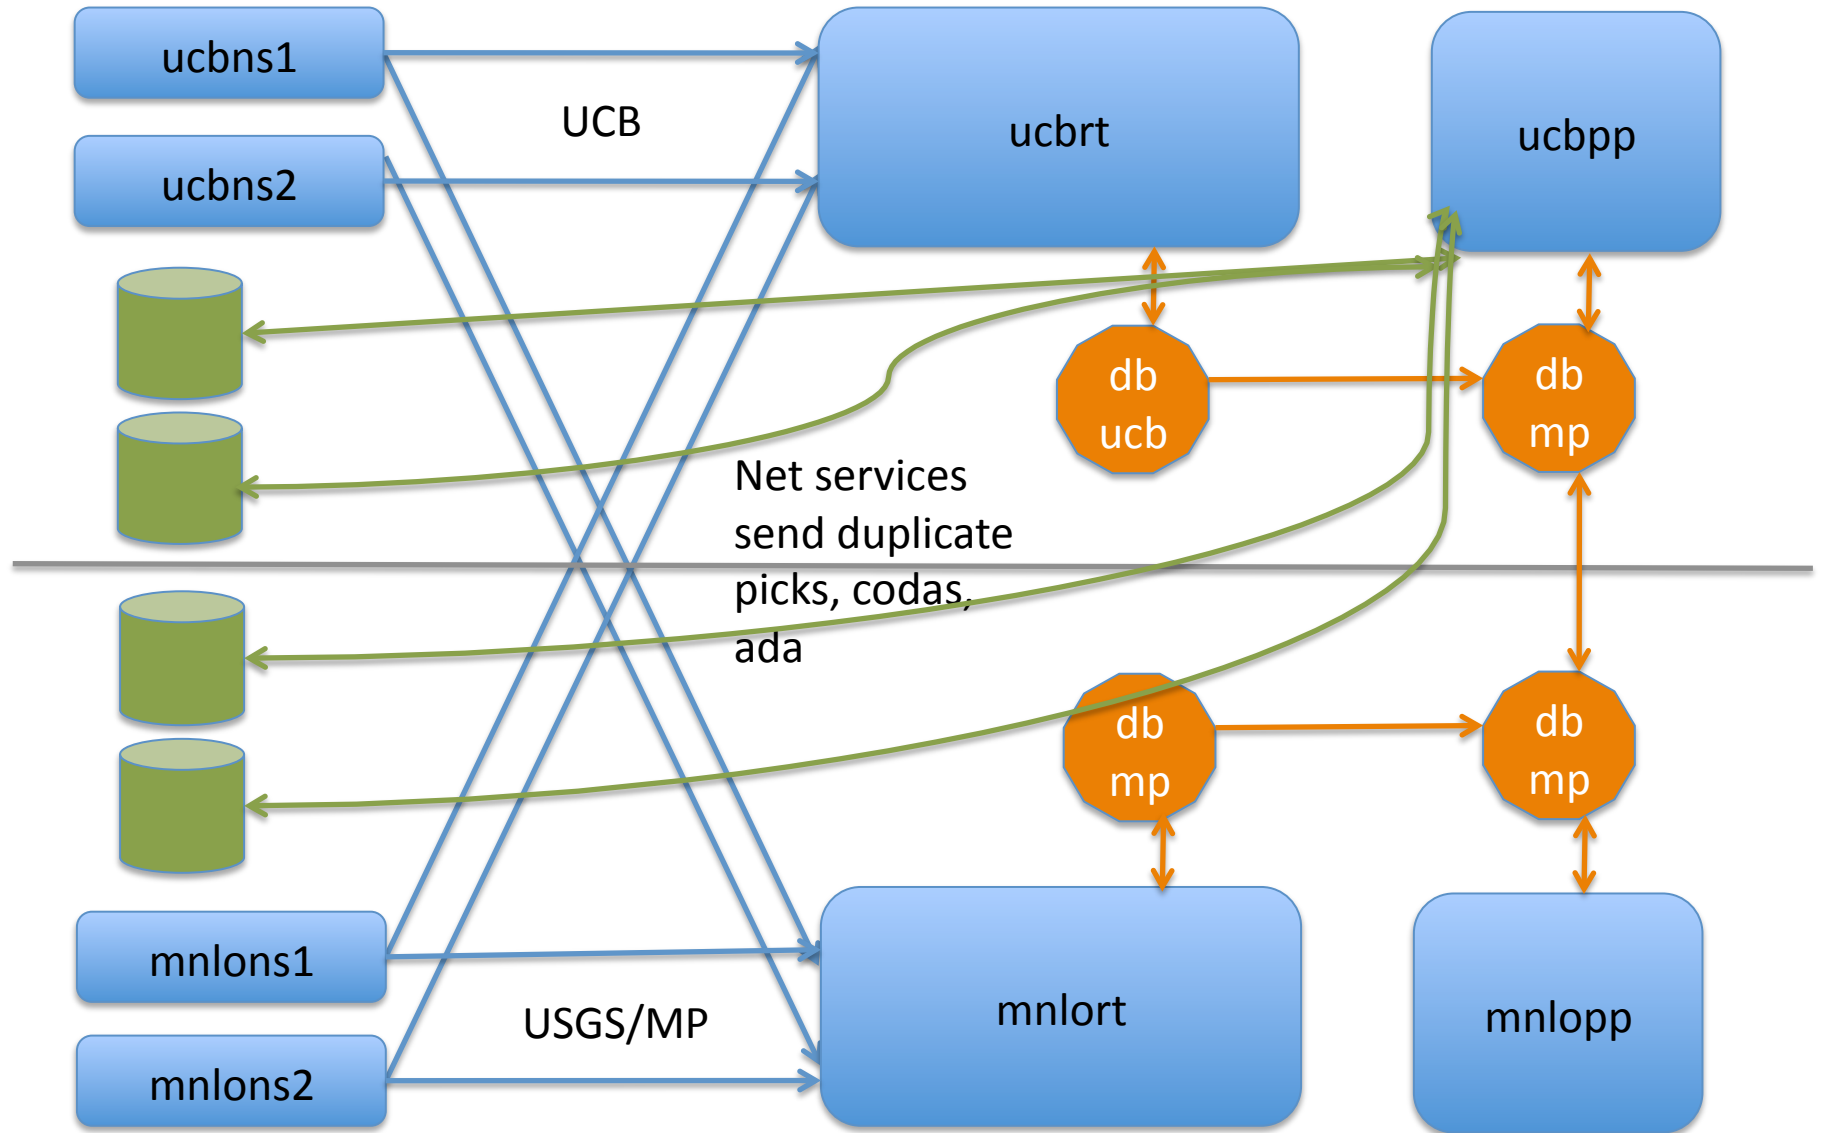 ucbns1
UCB
ucbrt
ucbpp
ucbns2
db
ucb
db
mp
Net services
send duplicate
picks, codas,
ada
db
mp
db
mp
mnlons1
USGS/MP
mnlort
mnlopp
mnlons2